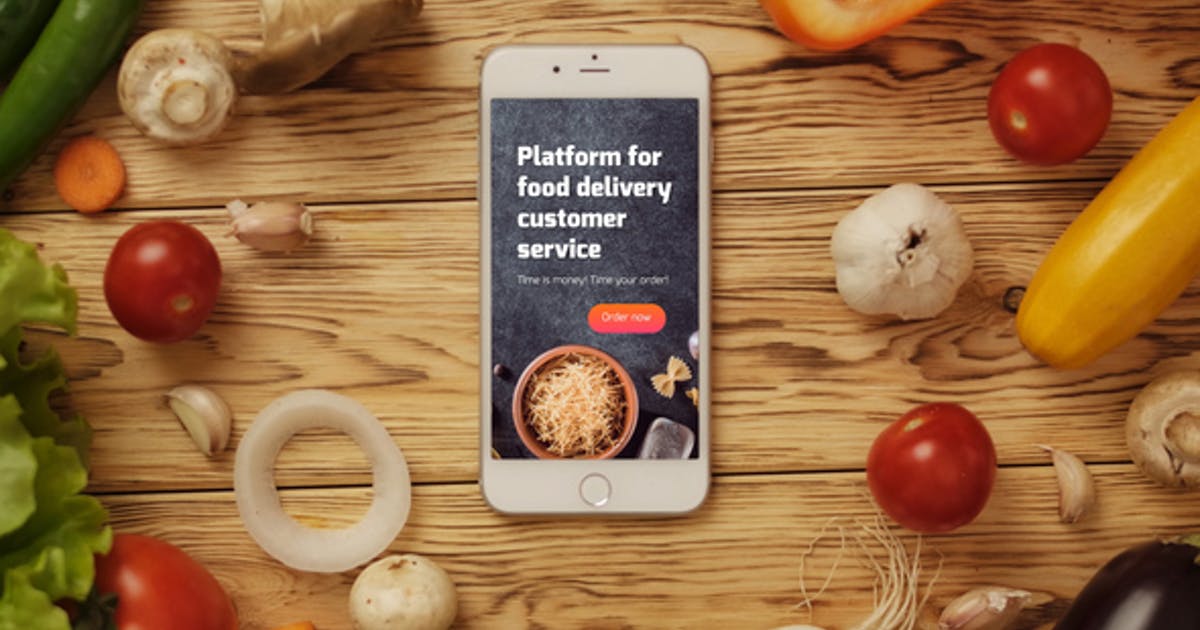 Platform for
food delivery
customer
service
Time is money! Time your order!
Order now